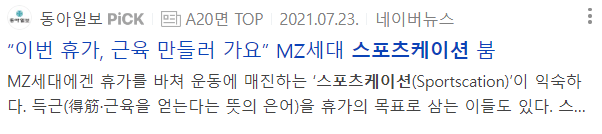 동아일보 동아일보 PiCK A20면 TOP 2021.07.23. 네이버뉴스
“이번 휴가, 근육 만들러 가요” MZ세대 스포츠케이션 붐
MZ세대에겐 휴가를 바쳐 운동에 매진하는 ‘스포츠케이션(Sportscation)’이 익숙하
다. 득근(得筋·근육을 얻는다는 뜻의 은어)을 휴가의 목표로 삼는 이들도 있다. 스...